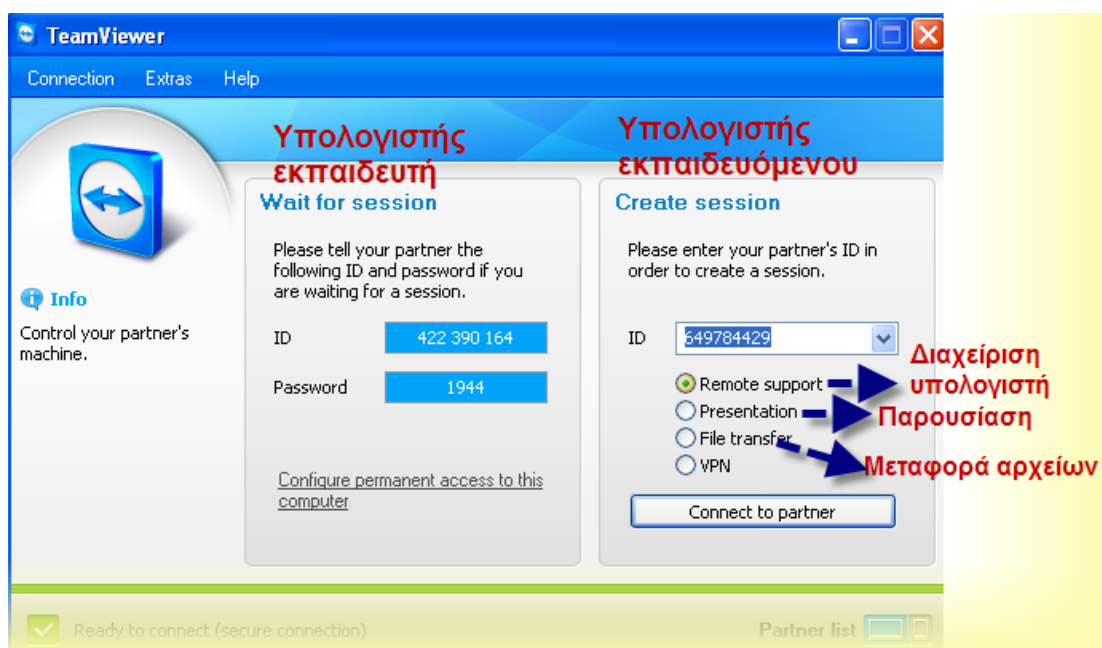 TeamViewer
Connection Extras Help
Υπολογιστής
εκπαιδευτή
Υπολογιστής
εκπαιδευόμενου
Info
Control your partner's
machine.
Wait for session
Please tell your partner the
following ID and password if you
are waiting for a session.
ID 422 390 164
Password 1944
Configure permanent access to this
computer
Create session
Please enter your partner's ID in
order to create a session.
ID 649784429
Remote support
Presentation
File transfer
VPN
Connect to partner
Διαχείριση
υπολογιστή
Παρουσίαση
Μεταφορά αρχείων
Ready to connect (secure connection)
Partner list